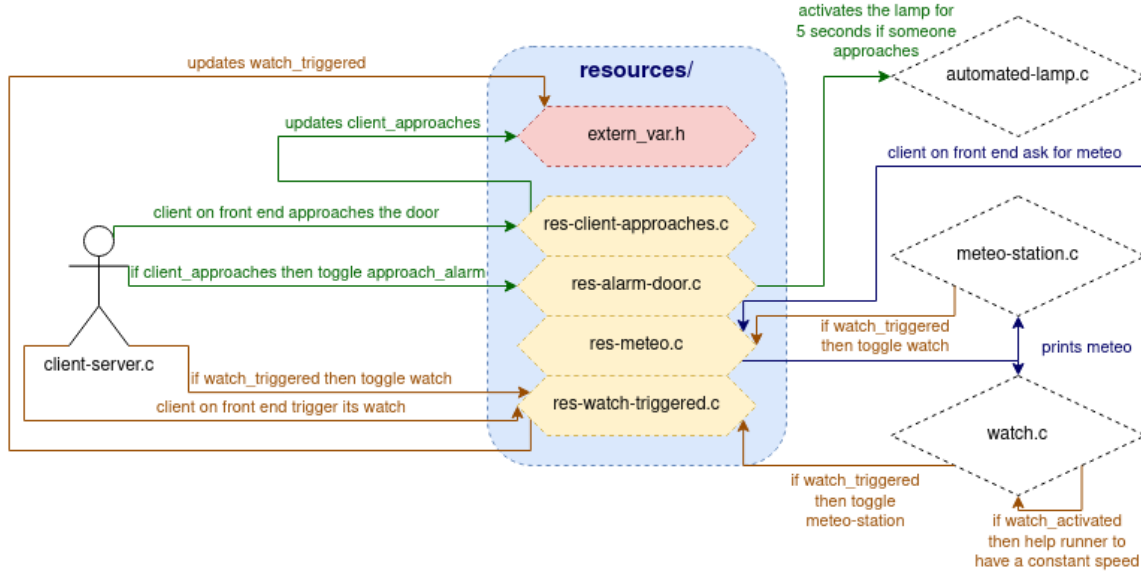 activates the lamp for
5 seconds if someone
approaches
updates watch_triggered
resources/
automated-lamp.c
updates client_approaches
extern_var.h
client on front end ask for meteo
client on front end approaches the door
res-client-approaches.c
meteo-station.c
if client_approaches then toggle approach_alarm
res-alarm-door.c
if watch_triggered
then toggle watch
res-meteo.c
prints meteo
client-server.c
if watch_triggered then toggle watch
client on front end trigger its watch
res-watch-triggered.c
watch.c
if watch_triggered
then toggle
meteo-station
if watch_activated
then help runner to
have a constant speed